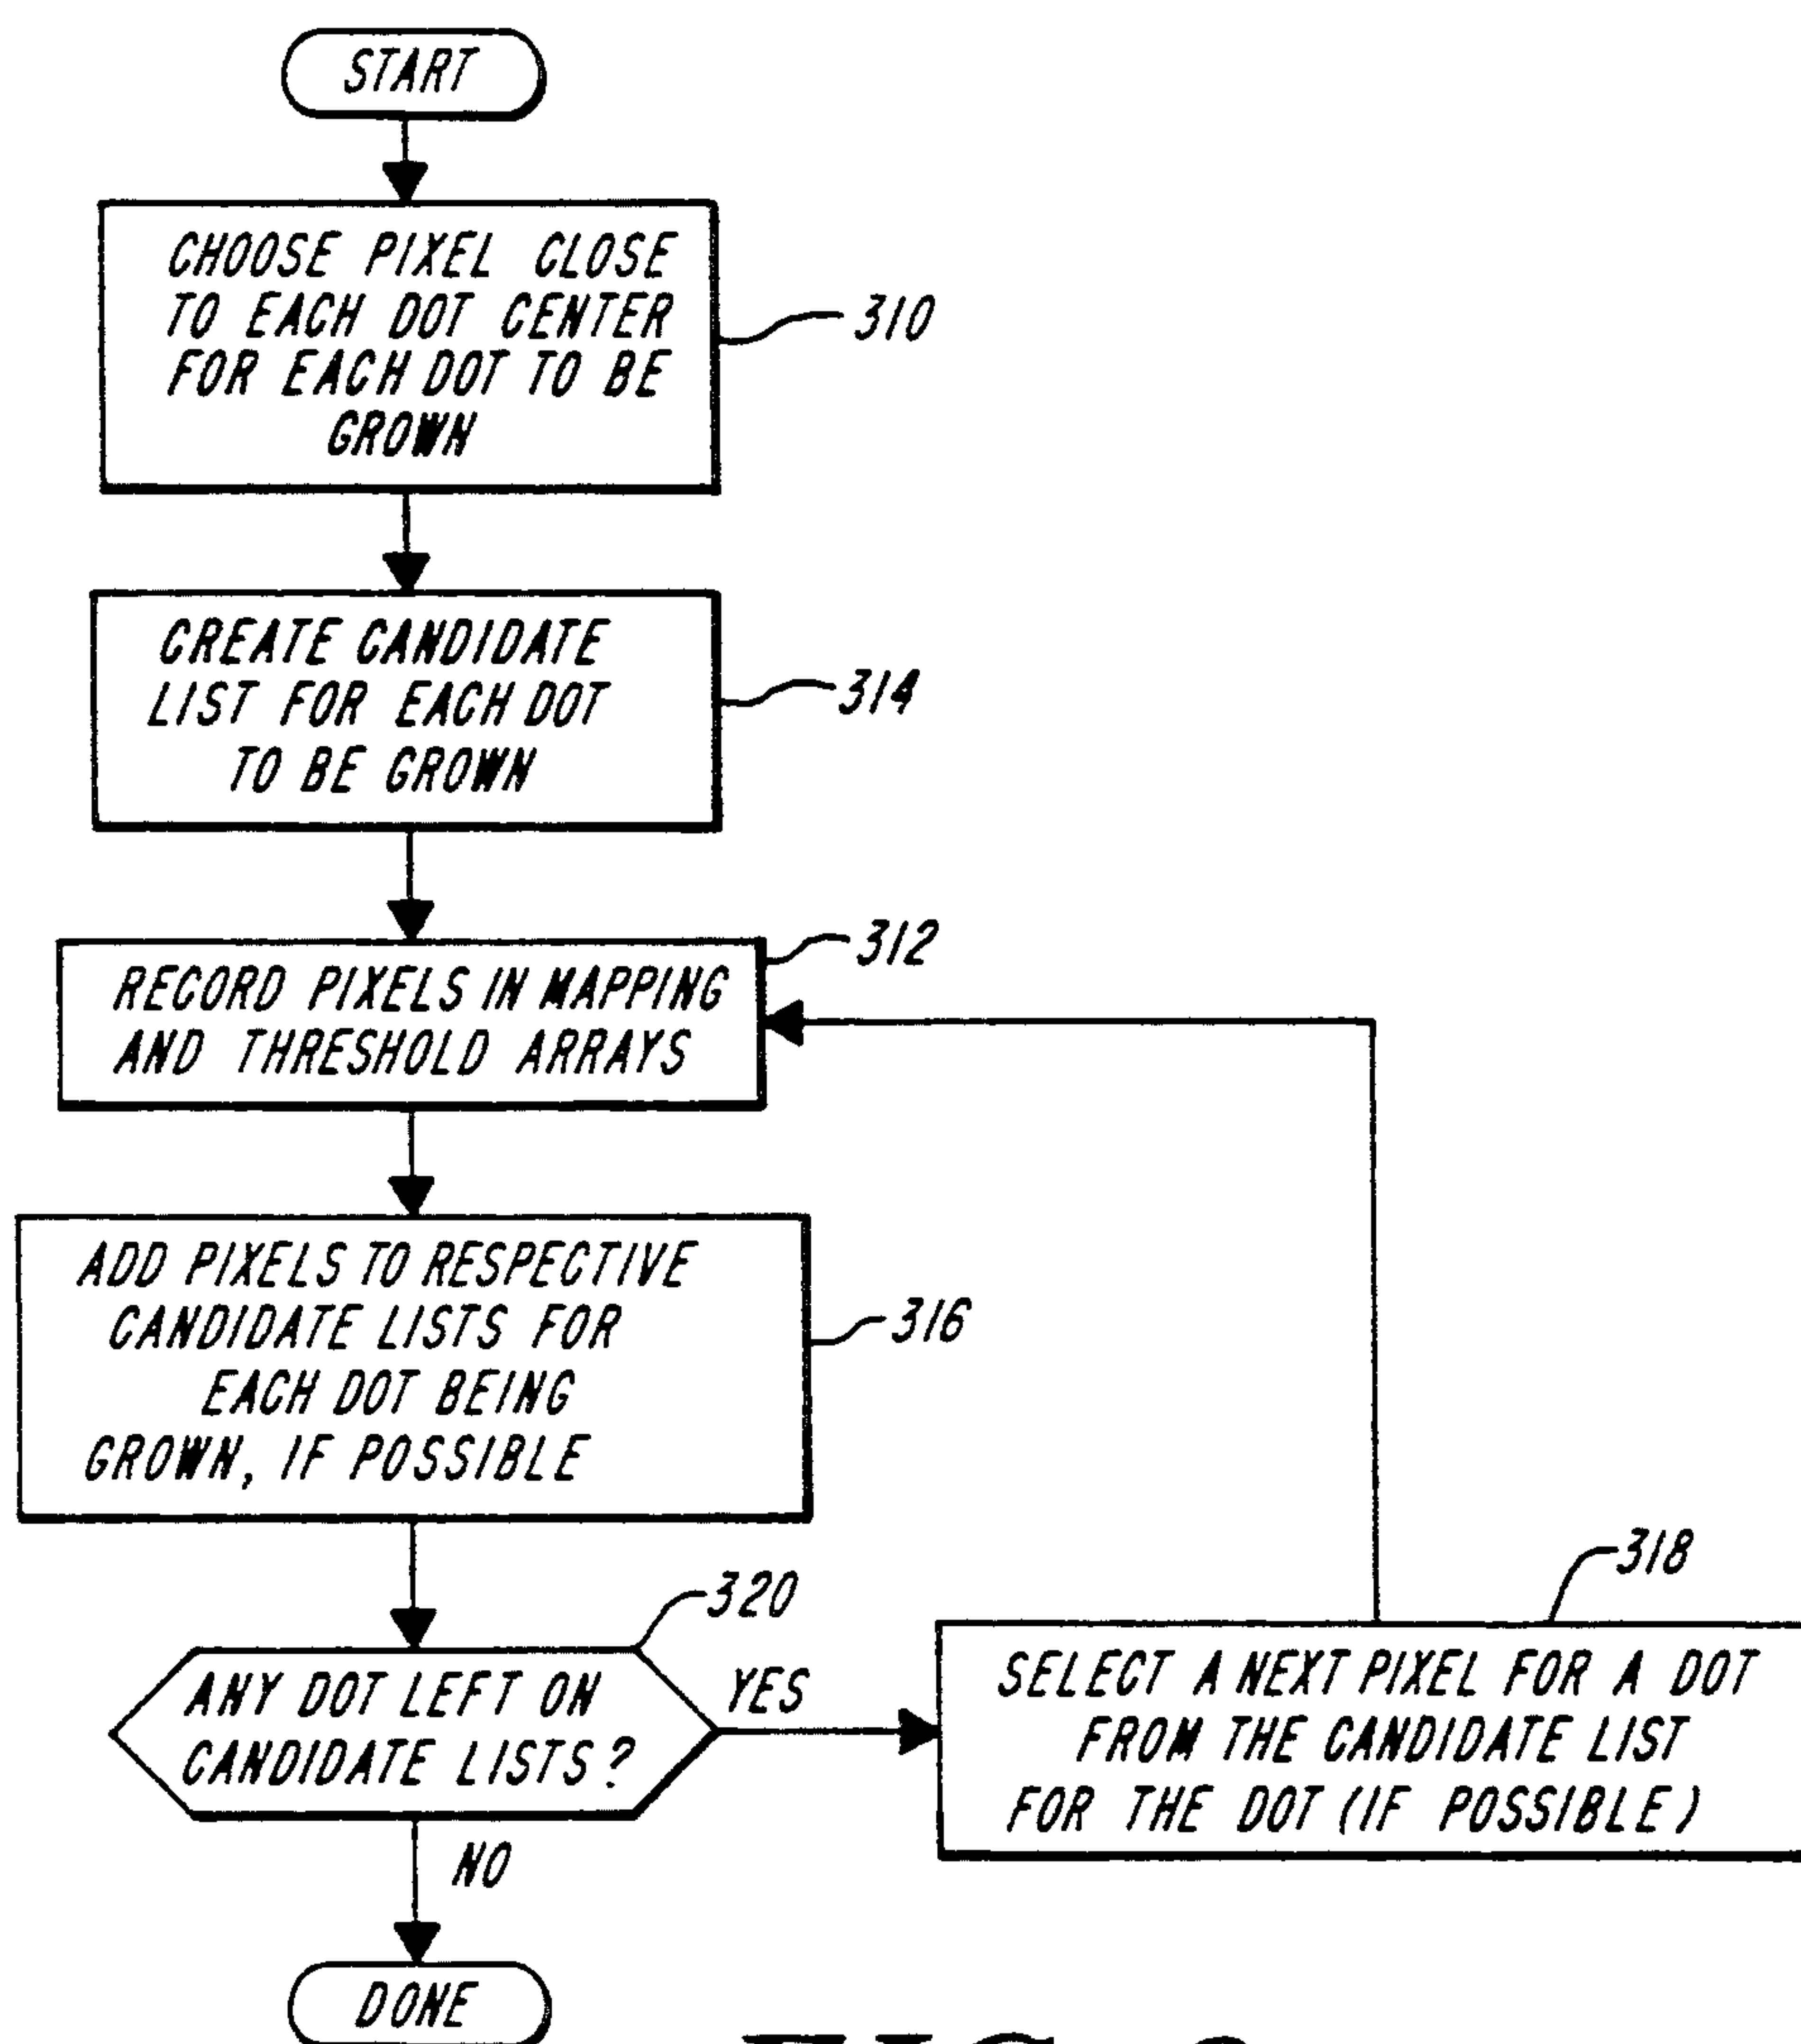 START
CHOOSE PIXEL CLOSE
TO EACH DOT CENTER
FOR EACH DOT TO BE
GROWN
310
CREATE CANDIDATE
LIST FOR EACH DOT
TO BE GROWN
314
312
RECORD PIXELS IN MAPPING
AND THRESHOLD ARRAYS
ADD PIXELS TO RESPECTIVE
CANDIDATE LISTS FOR
EACH DOT BEING
GROWN, IF POSSIBLE
316
320
ANY DOT LEFT ON
CANDIDATE LISTS?
YES
318
SELECT A NEXT PIXEL FOR A DOT
FROM THE CANDIDATE LIST
FOR THE DOT (IF POSSIBLE)
NO
DONE